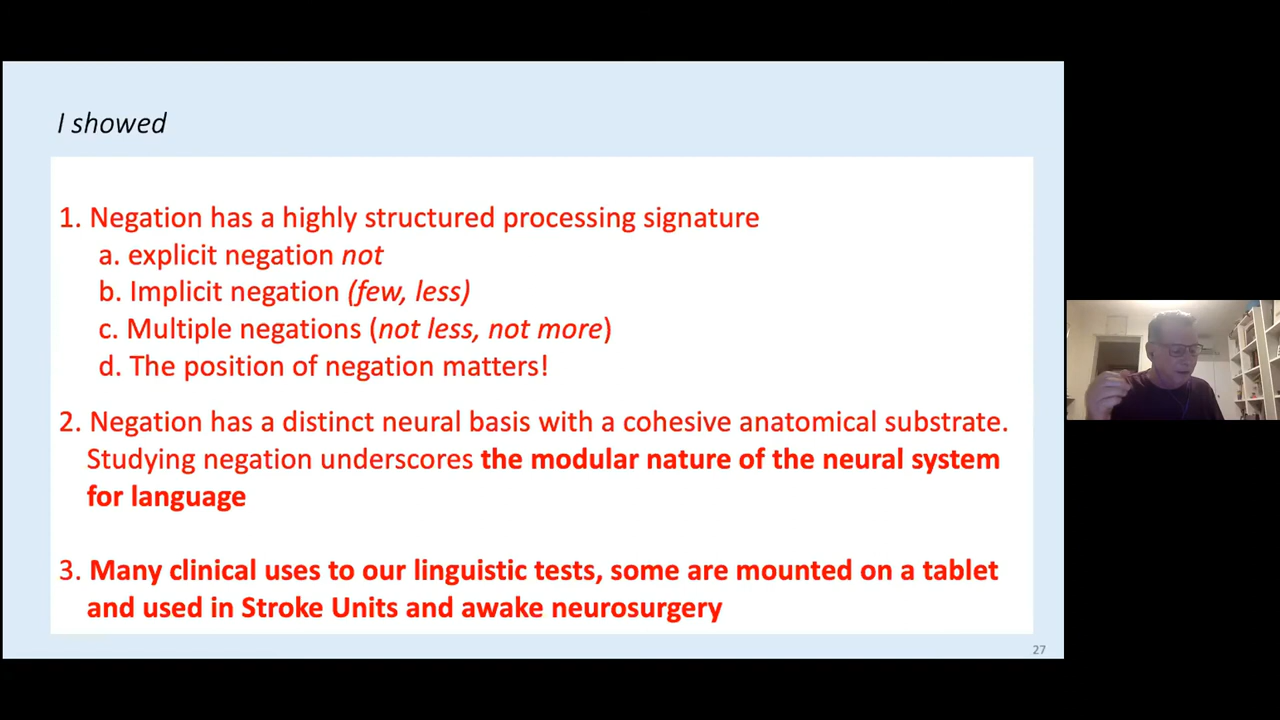 I showed
1. Negation has a highly structured processing signature
a. explicit negation not
b. Implicit negation (few, less)
c. Multiple negations (not less, not more)
d. The position of negation matters!
2. Negation has a distinct neural basis with a cohesive anatomical substrate.
Studying negation underscores the modular nature of the neural system
for language
3. Many clinical uses to our linguistic tests, some are mounted on a tablet
and used in Stroke Units and awake neurosurgery
27